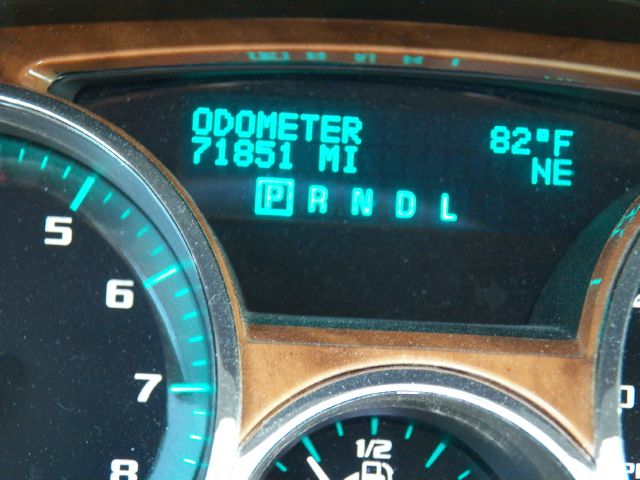 ODOMETER 82°F
71851 MI NE
P R N D L
5
6
7
8
1/2